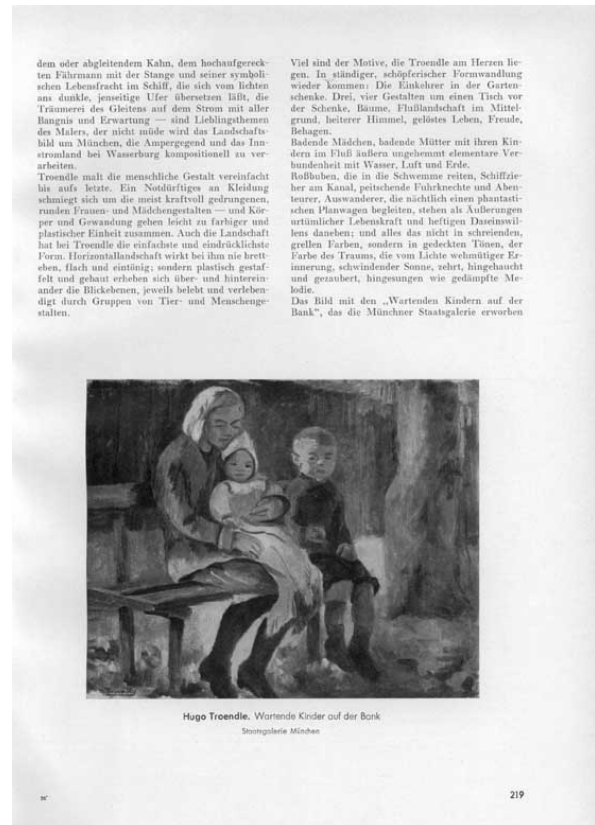 dem oder abgleitendem Kahn, dem hochaufgereck-
ten Fährmann mit der Stange und seiner symboli-
schen Lebensfracht im Schiff, die sich vom lichten
ans dunkle, jenseitige Ufer übersetzen läßt, die
Träumerei des Gleitens auf dem Strom mit aller
Bangnis und Erwartung — sind Lieblingsthemen
des Malers, der nicht müde wird das Landschafts-
bild um München, die Ampergegend und das Inn-
stromland bei Wasserburg kompositionell zu ver-
arbeiten.
Troendle malt die menschliche Gestalt vereinfacht
bis aufs letzte. Ein Notdürftiges an Kleidung
schmiegt sich um die meist kraftvoll gedrungenen,
runden Frauen- und Mädchengestalten — und Kör-
per und Gewandung gehen leicht zu farbiger und
plastischer Einheit zusammen. Auch die Landschaft
hat bei Troendle die einfachste und eindrücklichste
Form. Horizontallandschaft wirkt bei ihm nie brett-
eben, flach und eintönig; sondern plastisch gestaf-
felt und gebaut erheben sich über- und hinterein-
ander die Blickebenen, jeweils belebt und verleben-
digt durch Gruppen von Tier- und Menschenge-
stalten.
Viel sind der Motive, die Troendle am Herzen lie-
gen. In ständiger, schöpferischer Formwandlung
wieder kommen: Die Einkehrer in der Garten-
schenke. Drei, vier Gestalten um einen Tisch vor
der Schenke, Bäume, Flußlandschaft im Mittel-
grund, heiterer Himmel, gelöstes Leben, Freude,
Behagen.
Badende Mädchen, badende Mütter mit ihren Kin-
dern im Fluß äußern ungehemmt elementare Ver-
bundenheit mit Wasser, Luft und Erde.
Roßbuben, die in die Schwemme reiten, Schiffzie-
her am Kanal, peitschende Fuhrknechte und Aben-
teurer, Auswanderer, die nächtlich einen phantasti-
schen Planwagen begleiten, stehen als Äußerungen
urtümlicher Lebenskraft und heftigen Daseinswil-
lens daneben; und alles das nicht in schreienden,
grellen Farben, sondern in gedeckten Tönen, der
Farbe des Traums, die vom Lichte wehmütiger Er-
innerung, schwindender Sonne, zehrt, hingehaucht
und gezaubert, hingesungen wie gedämpfte Me-
lodie.
Das Bild mit den „Wartenden Kindern auf der
Bank“, das die Münchner Staatsgalerie erworben
Hugo Troendle. Wartende Kinder auf der Bank
Staatsgalerie München
219